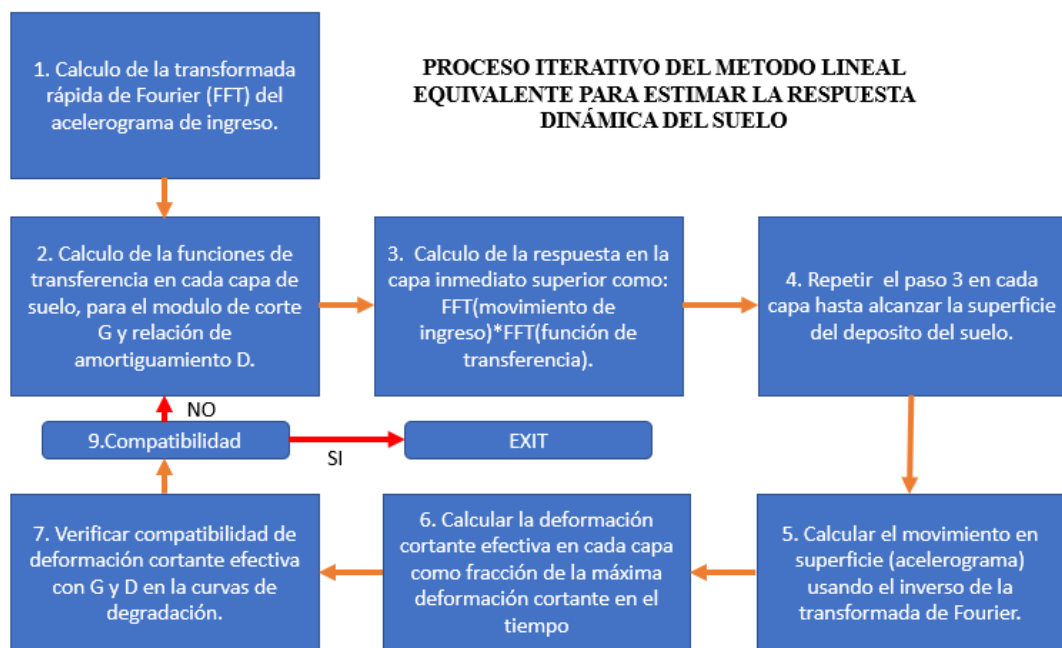 PROCESO ITERATIVO DEL METODO LINEAL
EQUIVALENTE PARA ESTIMAR LA RESPUESTA
DINÁMICA DEL SUELO
1. Calculo de la transformada
rápida de Fourier (FFT) del
acelerograma de ingreso.
2. Calculo de la funciones de
transferencia en cada capa de
suelo, para el modulo de corte
G y relación de
amortiguamiento D.
3. Calculo de la respuesta en la
capa inmediato superior como:
FFT(movimiento de
ingreso)*FFT(función de
transferencia).
4. Repetir el paso 3 en cada
capa hasta alcanzar la superficie
del deposito del suelo.
5. Calcular el movimiento en
superficie (acelerograma)
usando el inverso de la
transformada de Fourier.
6. Calcular la deformación
cortante efectiva en cada capa
como fracción de la máxima
deformación cortante en el
tiempo
7. Verificar compatibilidad de
deformación cortante efectiva
con G y D en la curvas de
degradación.
9.Compatibilidad
NO
SI
EXIT